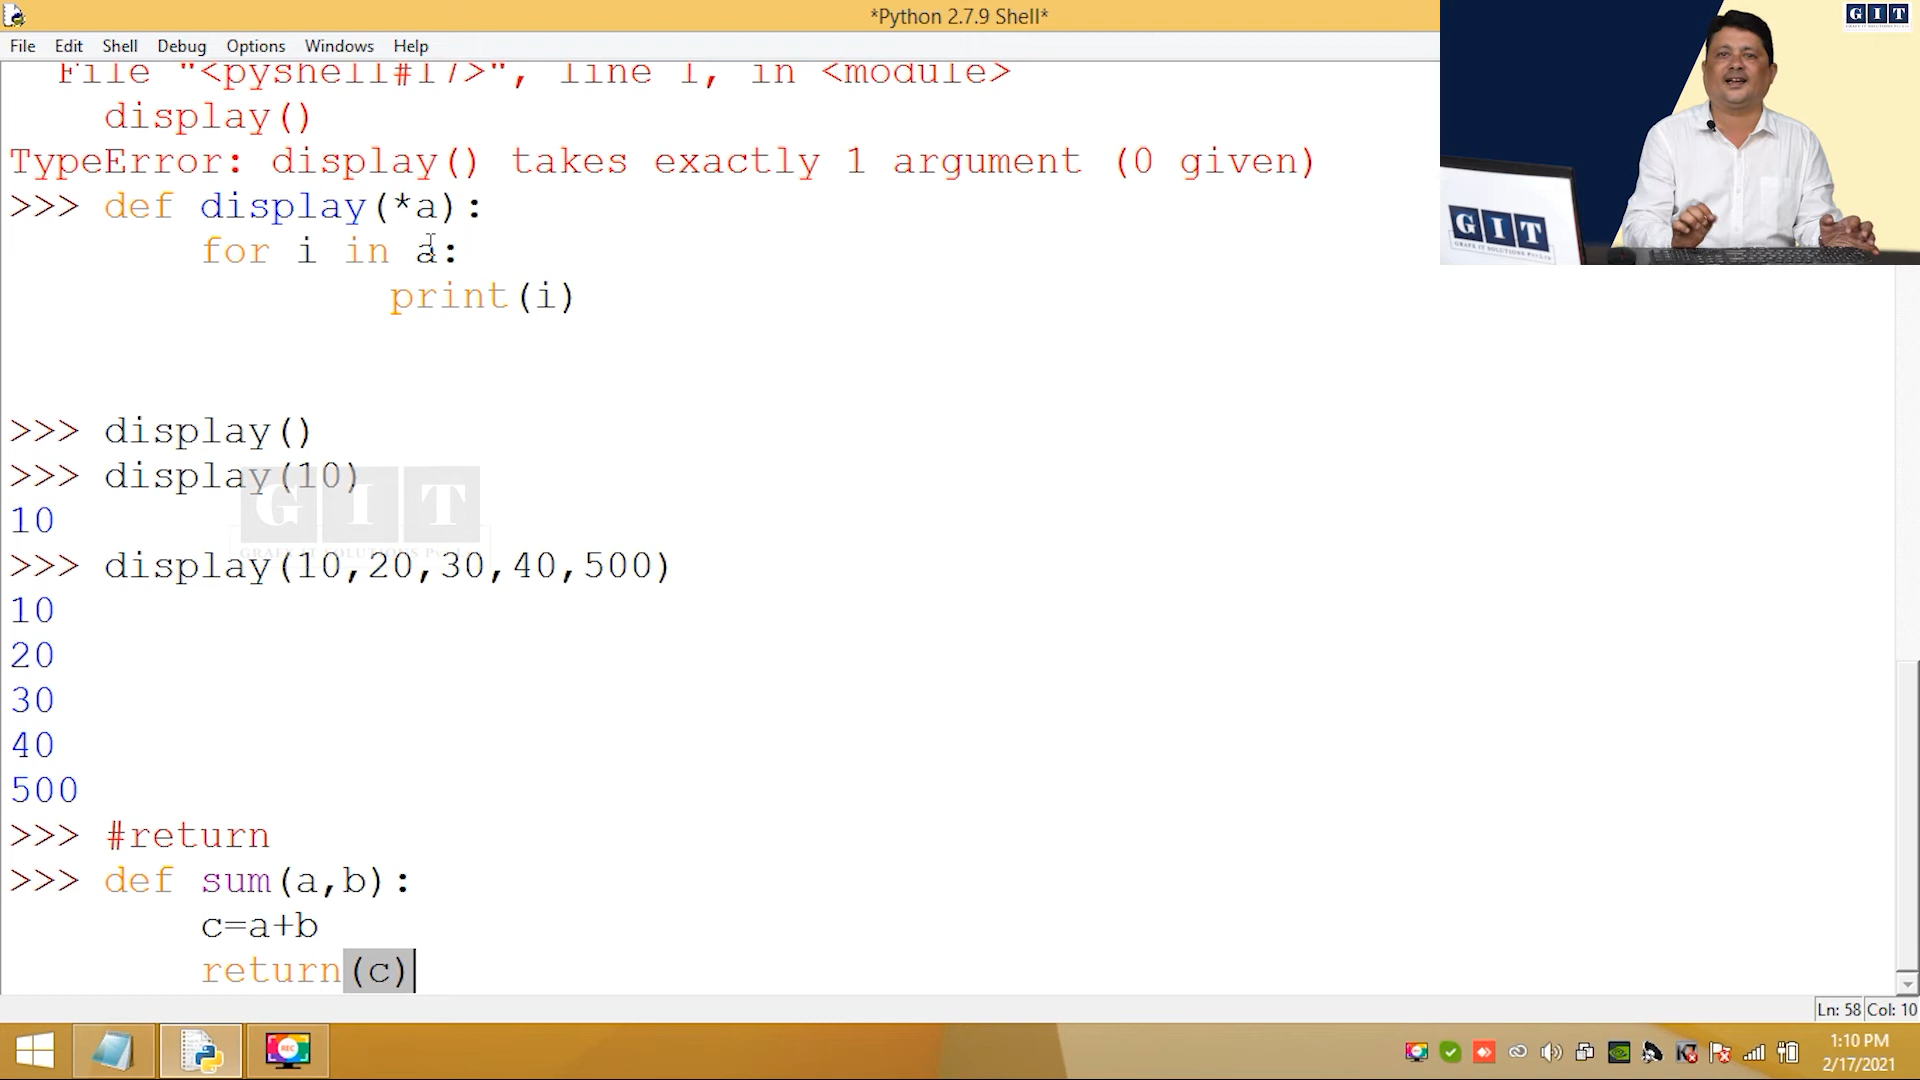 *Python 2.7.9 Shell*
File Edit Shell Debug Options Windows Help
File "<pyshell#17>", line 1, in <module>
display()
TypeError: display() takes exactly 1 argument (0 given)
>>> def display(*a):
for i in a:
print(i)
>>> display()
>>> display(10)
10
>>> display(10,20,30,40,500)
10
20
30
40
500
>>> #return
>>> def sum(a,b):
c=a+b
return(c)
GIT
GIT
GIT
Ln: 58 Col: 10
REC
1:10 PM
2/17/2021